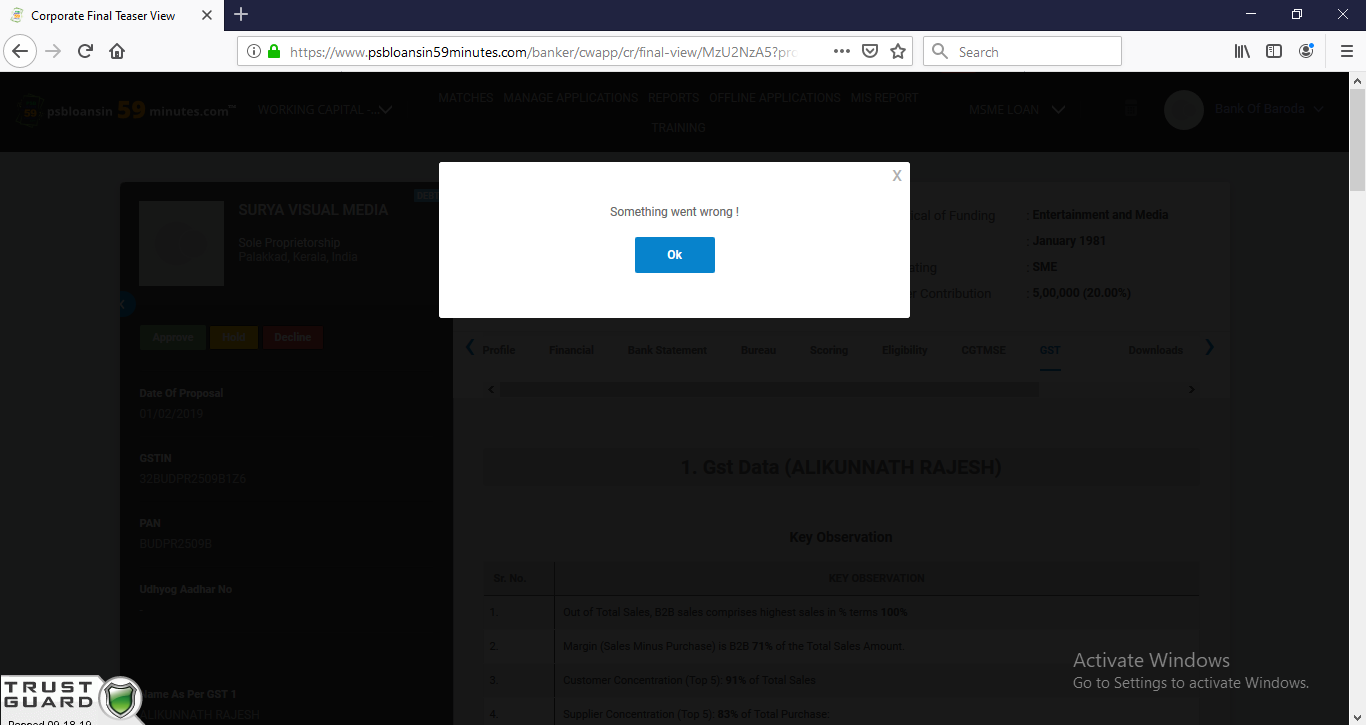 Corporate Final Teaser View
https://www.psbloansin59minutes.com/banker/cwapp/cr/final-view/MzU2NzA5?pro
Search
psbloansin 59 minutes.com™
WORKING CAPITAL -...
MATCHES MANAGE APPLICATIONS REPORTS OFFLINE APPLICATIONS MIS REPORT
TRAINING
MSME LOAN
Bank Of Baroda
X
Something went wrong !
Ok
SURYA VISUAL MEDIA
Sole Proprietorship
Palakkad, Kerala, India
Approve Hold Decline
Date Of Proposal
01/02/2019
GSTIN
32BUDPR2509B1Z6
PAN
BUDPR2509B
Udhyog Aadhar No
-
Name As Per GST 1
ALIKUNNATH RAJESH
of Funding : Entertainment and Media
: January 1981
: SME
Contribution : 5,00,000 (20.00%)
Profile Financial Bank Statement Bureau Scoring Eligibility CGTMSE GST Downloads
1. Gst Data (ALIKUNNATH RAJESH)
Key Observation
Sr. No. KEY OBSERVATION
1. Out of Total Sales, B2B sales comprises highest sales in % terms 100%
2. Margin (Sales Minus Purchase) is B2B 71% of the Total Sales Amount.
3. Customer Concentration (Top 5): 91% of Total Sales
4. Supplier Concentration (Top 5): 83% of Total Purchase.
Activate Windows
Go to Settings to activate Windows.
TRUST
GUARD
09-18-19